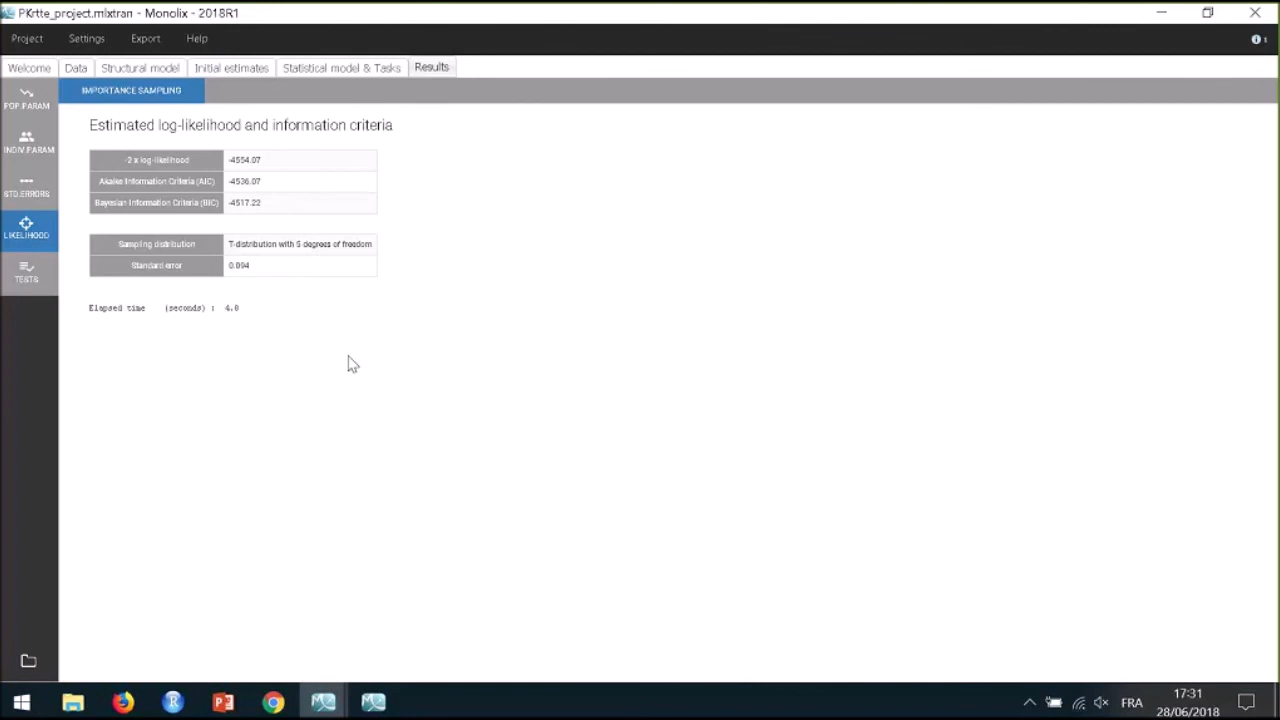 PKrtte_project.mlxtran - Monolix - 2018R1
Project Settings Export Help
1
Welcome Data Structural model Initial estimates Statistical model & Tasks Results
POP.PARAM
INDIV.PARAM
STD.ERRORS
LIKELIHOOD
TESTS
IMPORTANCE SAMPLING
Estimated log-likelihood and information criteria
-2 x log-likelihood -4554.07
Akaike Information Criteria (AIC) -4536.07
Bayesian Information Criteria (BIC) -4517.22
Sampling distribution T-distribution with 5 degrees of freedom
Standard error 0.094
Elapsed time (seconds) : 4.0
FRA
17:31
28/06/2018